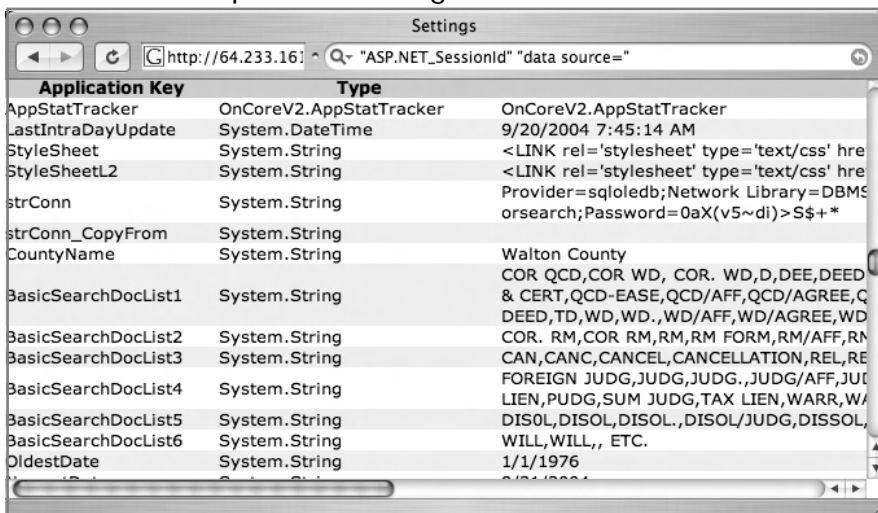 Settings
http://64.233.161
"ASP.NET_SessionId" "data source="
Application Key Type
AppStatTracker OnCoreV2.AppStatTracker OnCoreV2.AppStatTracker
LastIntraDayUpdate System.DateTime 9/20/2004 7:45:14 AM
StyleSheet System.String <LINK rel='stylesheet' type='text/css' hre
StyleSheetL2 System.String <LINK rel='stylesheet' type='text/css' hre
strConn System.String Provider=sqloledb;Network Library=DBMS
orsearch;Password=0aX(v5~di)>S$+*
strConn_CopyFrom System.String
CountyName System.String Walton County
BasicSearchDocList1 System.String COR QCD,COR WD, COR. WD,D,DEE,DEED
& CERT,QCD-EASE,QCD/AFF,QCD/AGREE,Q
DEED,TD,WD,WD.,WD/AFF,WD/AGREE,WD
BasicSearchDocList2 System.String COR. RM,COR RM,RM,RM FORM,RM/AFF,RM
BasicSearchDocList3 System.String CAN,CANC,CANCEL,CANCELLATION,REL,RE
BasicSearchDocList4 System.String FOREIGN JUDG,JUDG,JUDG.,JUDG/AFF,JUD
LIEN,PUDG,SUM JUDG,TAX LIEN,WARR,WA
BasicSearchDocList5 System.String DIS0L,DISOL,DISOL.,DISOL/JUDG,DISSOL,
BasicSearchDocList6 System.String WILL,WILL,, ETC.
OldestDate System.String 1/1/1976